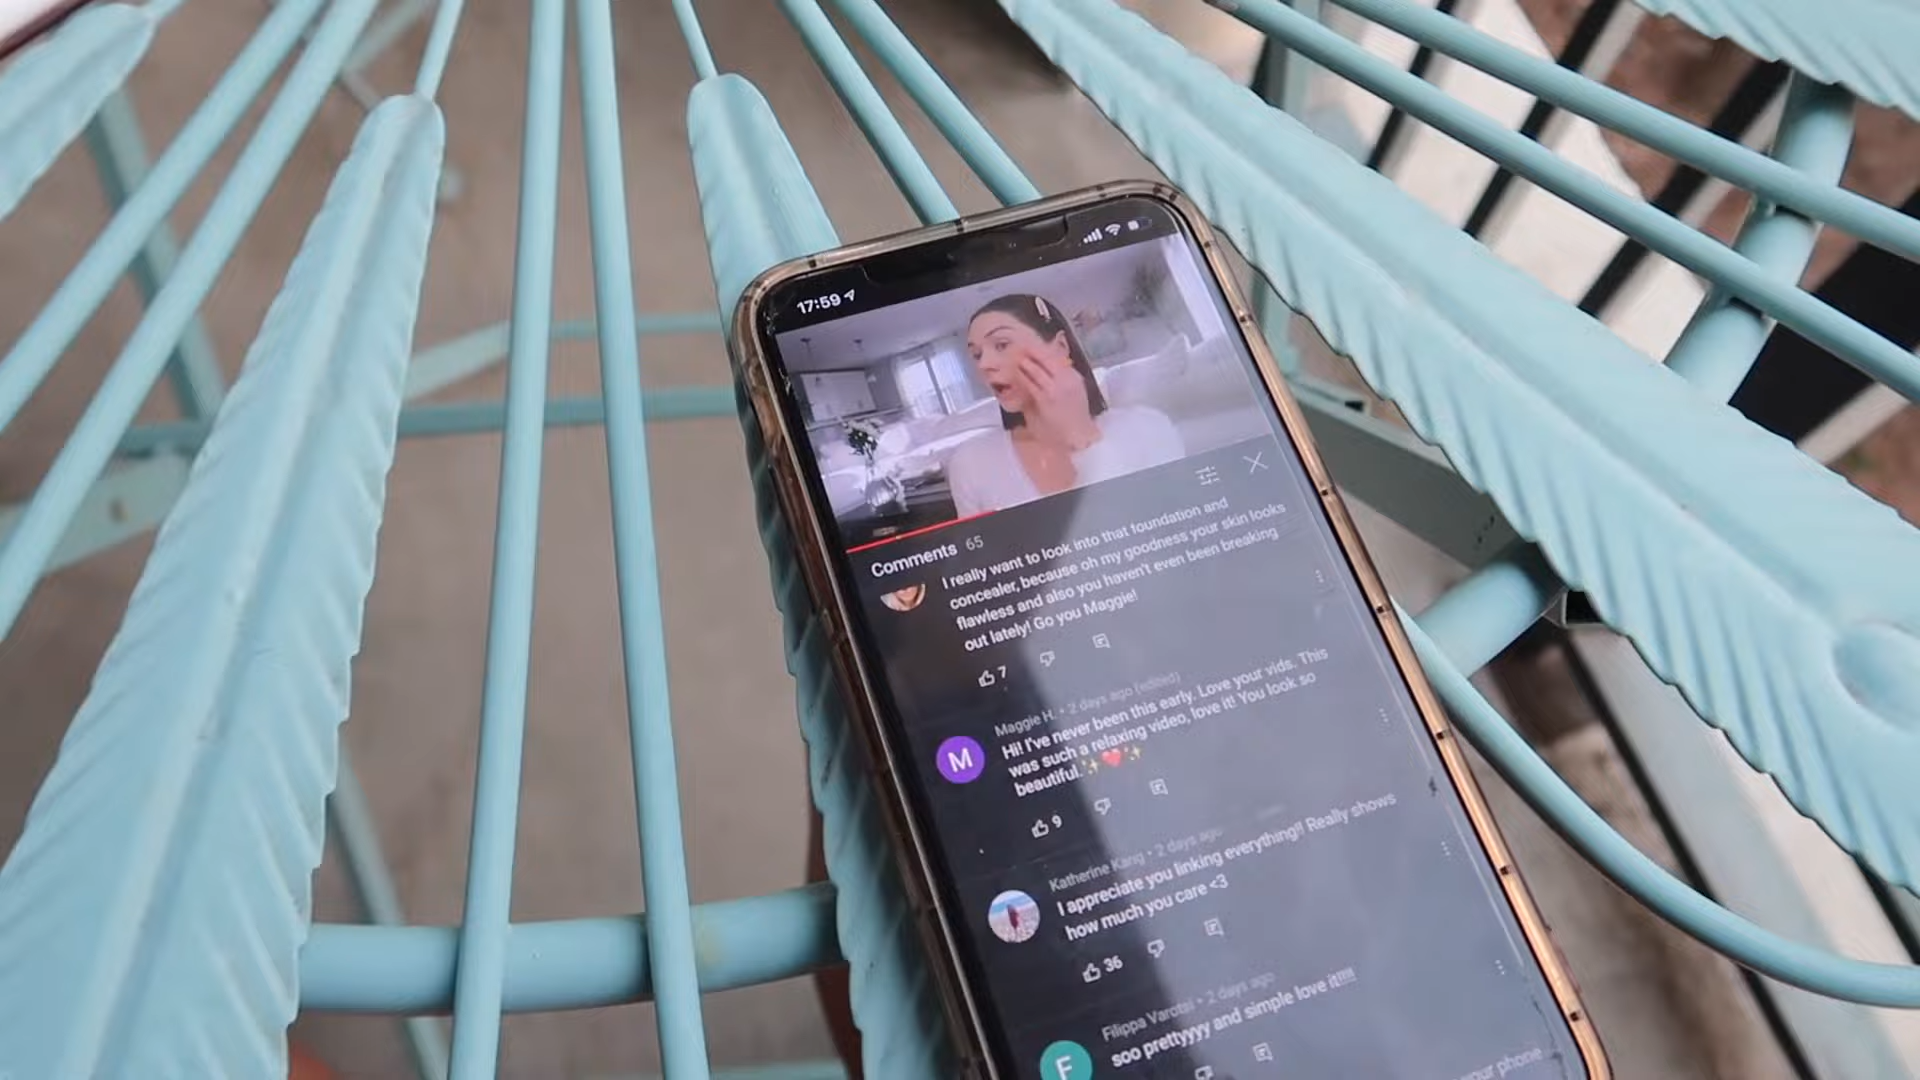 17:59
Comments 65
I really want to look into that foundation and
concealer, because oh my goodness your skin looks
flawless and also you haven't even been breaking
out lately! Go you Maggie!
7
Maggie H. • 2 days ago (edited)
M
Hi! I've never been this early. Love your vids. This
was such a relaxing video, love it! You look so
beautiful.✨❤️✨
9
Katherine Kang • 2 days ago
I appreciate you linking everything!! Really shows
how much you care <3
36
Filippa Varotsi • 2 days ago
F
soo prettyyyy and simple love it!!!!!
your phone